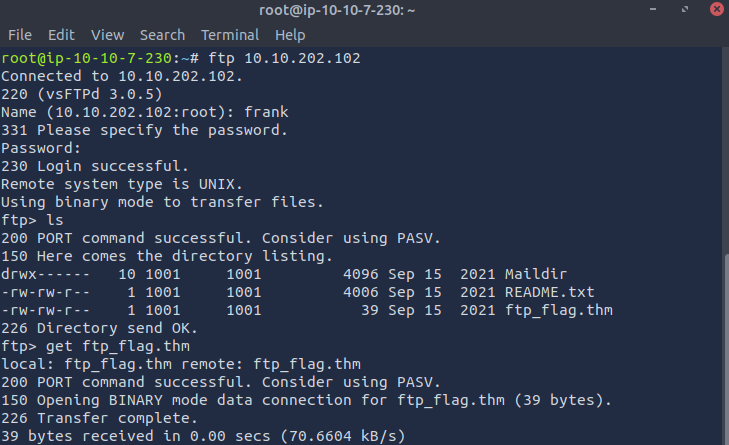 root@ip-10-10-7-230: ~
File Edit View Search Terminal Help
root@ip-10-10-7-230:~# ftp 10.10.202.102
Connected to 10.10.202.102.
220 (vsFTPd 3.0.5)
Name (10.10.202.102:root): frank
331 Please specify the password.
Password:
230 Login successful.
Remote system type is UNIX.
Using binary mode to transfer files.
ftp> ls
200 PORT command successful. Consider using PASV.
150 Here comes the directory listing.
drwx------   10 1001     1001         4096 Sep 15  2021 Maildir
-rw-rw-r--    1 1001     1001         4006 Sep 15  2021 README.txt
-rw-rw-r--    1 1001     1001           39 Sep 15  2021 ftp_flag.thm
226 Directory send OK.
ftp> get ftp_flag.thm
local: ftp_flag.thm remote: ftp_flag.thm
200 PORT command successful. Consider using PASV.
150 Opening BINARY mode data connection for ftp_flag.thm (39 bytes).
226 Transfer complete.
39 bytes received in 0.00 secs (70.6604 kB/s)